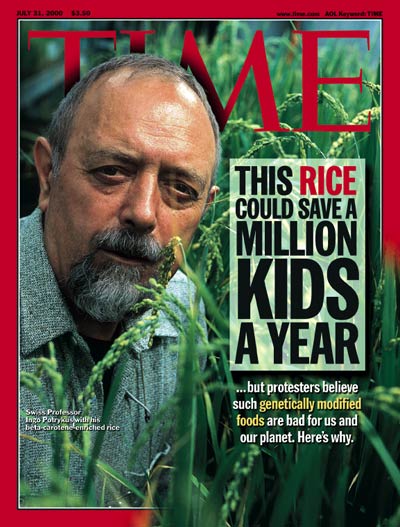 JULY 31, 2000 $3.50 www.time.com AOL Keyword: TIME
TIME
THIS RICE
COULD SAVE A
MILLION
KIDS
A YEAR
...but protesters believe
such genetically modified
foods are bad for us and
our planet. Here's why.
Swiss Professor
Ingo Potrykus with his
beta-carotene-enriched rice